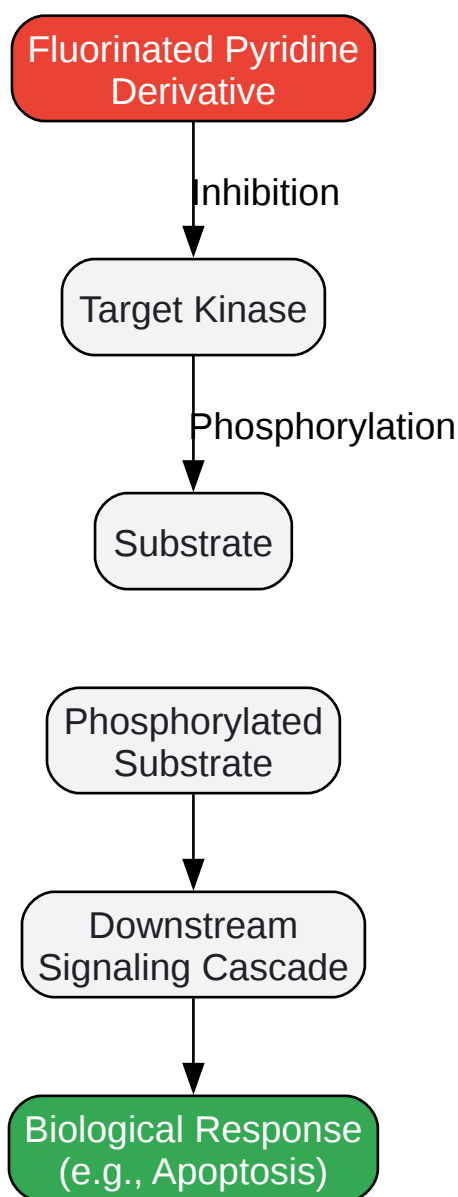 Fluorinated Pyridine
Derivative
Inhibition
Target Kinase
Phosphorylation
Substrate
Phosphorylated
Substrate
Downstream
Signaling Cascade
Biological Response
(e.g., Apoptosis)